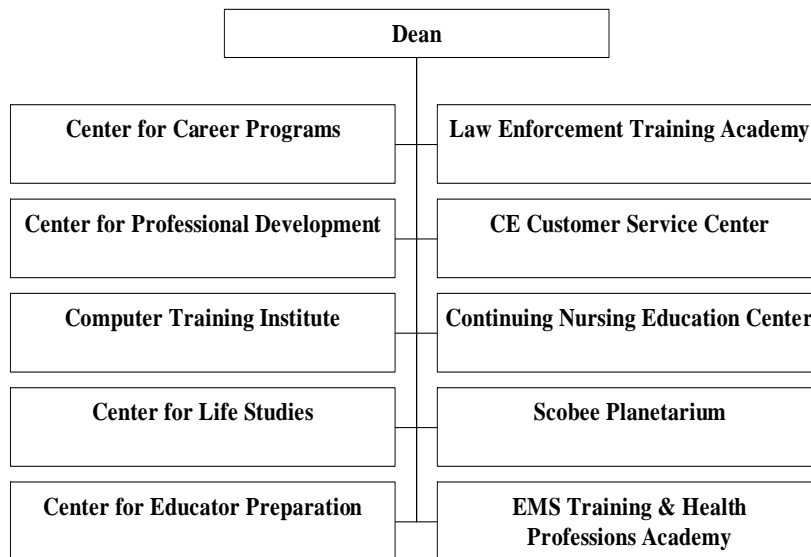 Dean
Center for Career Programs
Law Enforcement Training Academy
Center for Professional Development
CE Customer Service Center
Computer Training Institute
Continuing Nursing Education Center
Center for Life Studies
Scobee Planetarium
Center for Educator Preparation
EMS Training & Health
Professions Academy